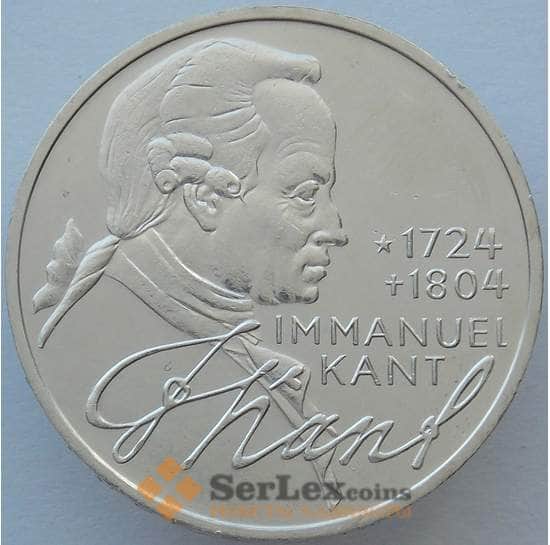 *1724
+1804
IMMANUEL
KANT
Kant
SerLexcoins